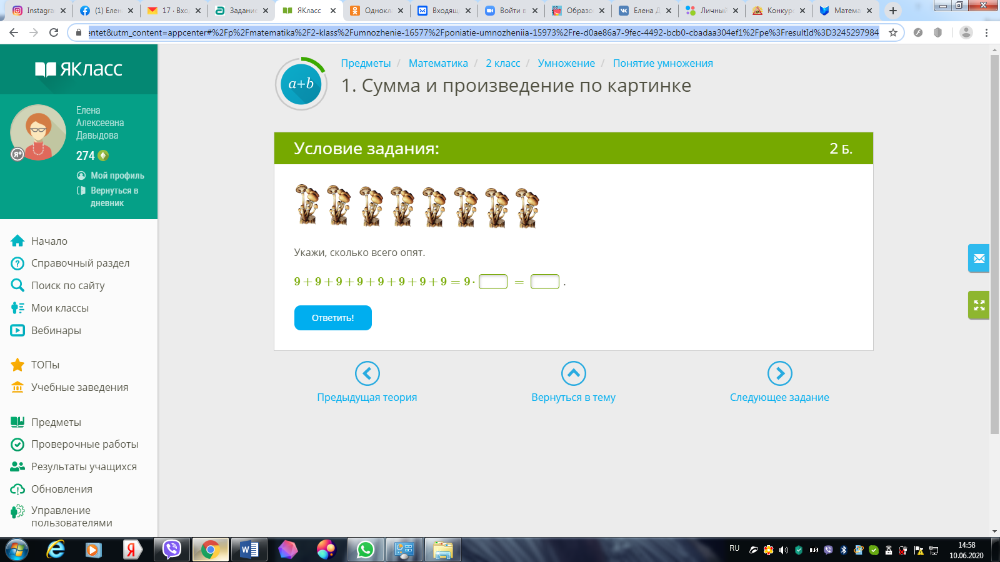 Instagra
(1) Елен
17 · Вхо
Задание
ЯКласс
Однокл
Входящ
Войти в
Образо
Елена Д
Личный
Конкур
Матема
entet&utm_content=appcenter#%2Fp%2Fmatematika%2F2-klass%2Fumnozhenie-16577%2Fponiatie-umnozheniia-15973%2Fre-d0ae86a7-9fec-4492-bcb0-cbadaa304ef1%2Fpe%3FresultId%3D3245297984
ЯКласс
Елена
Алексеевна
Давыдова
Я+
274
Мой профиль
Вернуться в
дневник
Начало
Справочный раздел
Поиск по сайту
Мои классы
Вебинары
ТОПы
Учебные заведения
Предметы
Проверочные работы
Результаты учащихся
Обновления
Управление
пользователями
a+b
Предметы / Математика / 2 класс / Умножение / Понятие умножения
1. Сумма и произведение по картинке
Условие задания: 2 Б.
Укажи, сколько всего опят.
9 + 9 + 9 + 9 + 9 + 9 + 9 + 9 = 9 · = .
Ответить!
Предыдущая теория
Вернуться в тему
Следующее задание
RU
14:58
10.06.2020